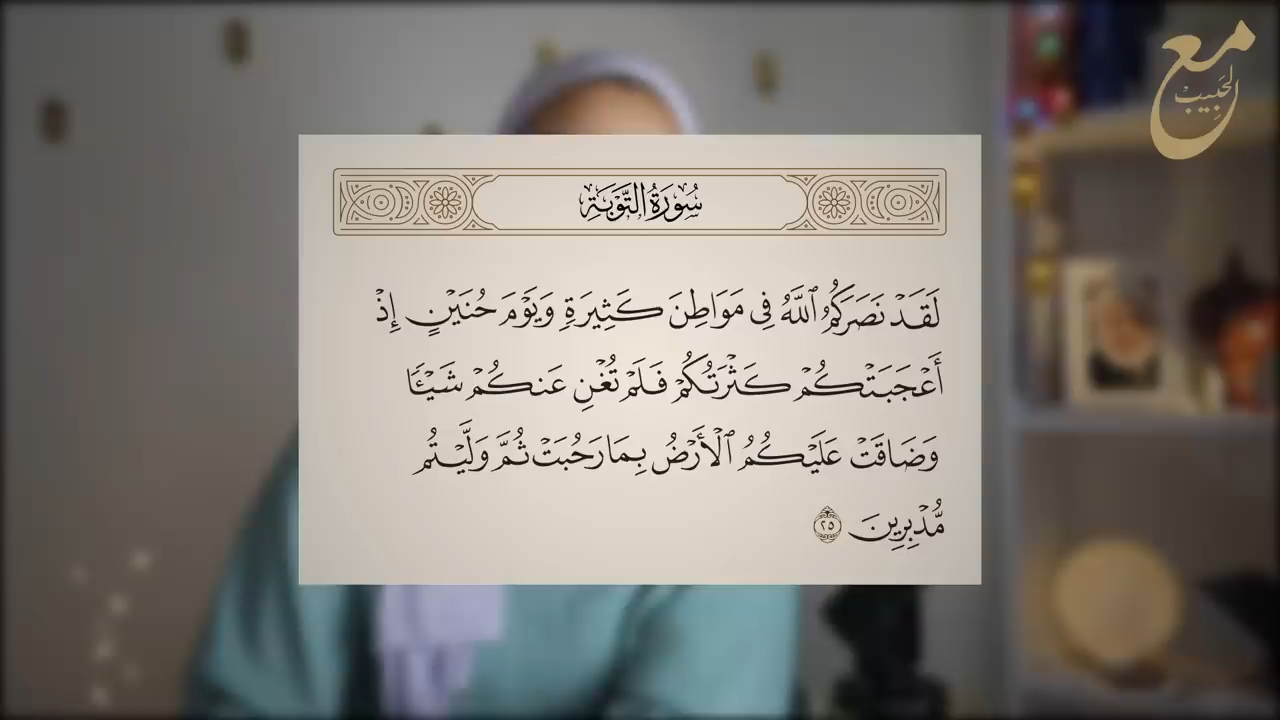 مع
الحبيب
سُورَةُ التَّوْبَةِ
لَقَدْ نَصَرَكُمُ ٱللَّهُ فِى مَوَاطِنَ كَثِيرَةٍ وَيَوْمَ حُنَيْنٍ إِذْ
أَعْجَبَتْكُمْ كَثْرَتُكُمْ فَلَمْ تُغْنِ عَنكُمْ شَيْـًٔا
وَضَاقَتْ عَلَيْكُمُ ٱلْأَرْضُ بِمَا رَحُبَتْ ثُمَّ وَلَّيْتُم
مُّدْبِرِينَ ٢٥